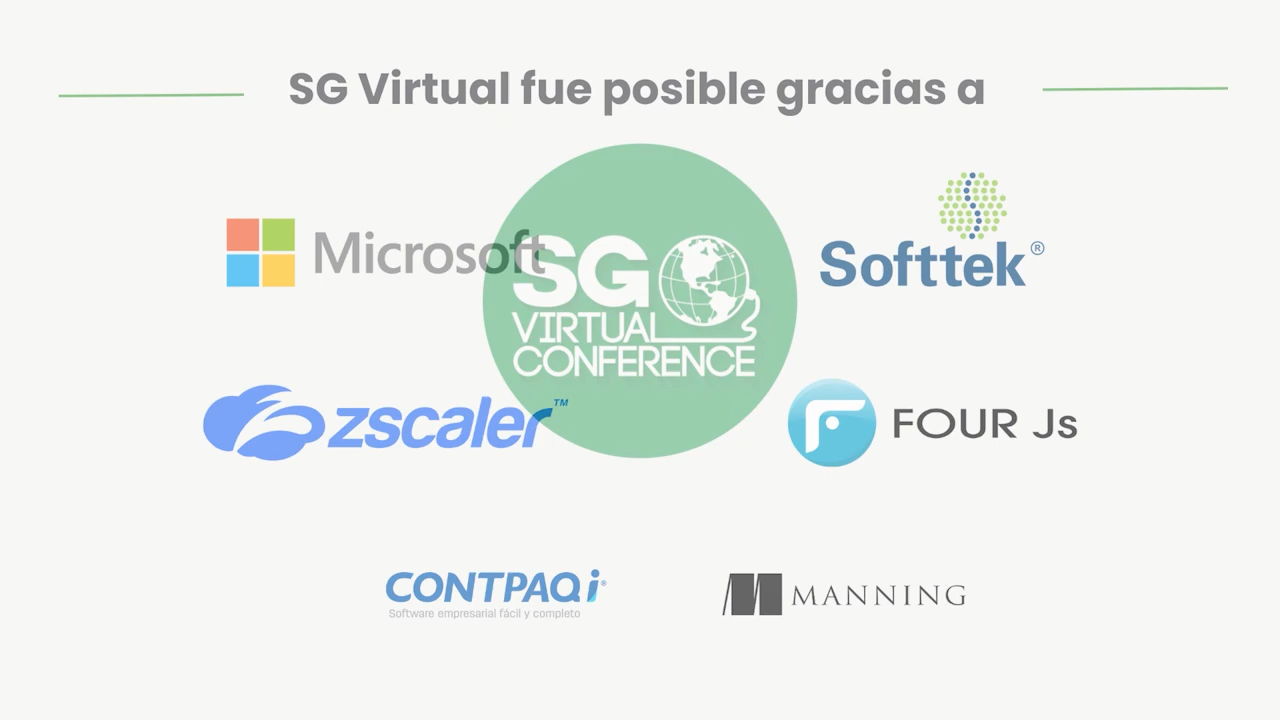 SG Virtual fue posible gracias a
Microsoft
SG
VIRTUAL
CONFERENCE
Softtek®
zscaler™
FOUR Js
CONTPAQi®
Software empresarial fácil y completo
MANNING